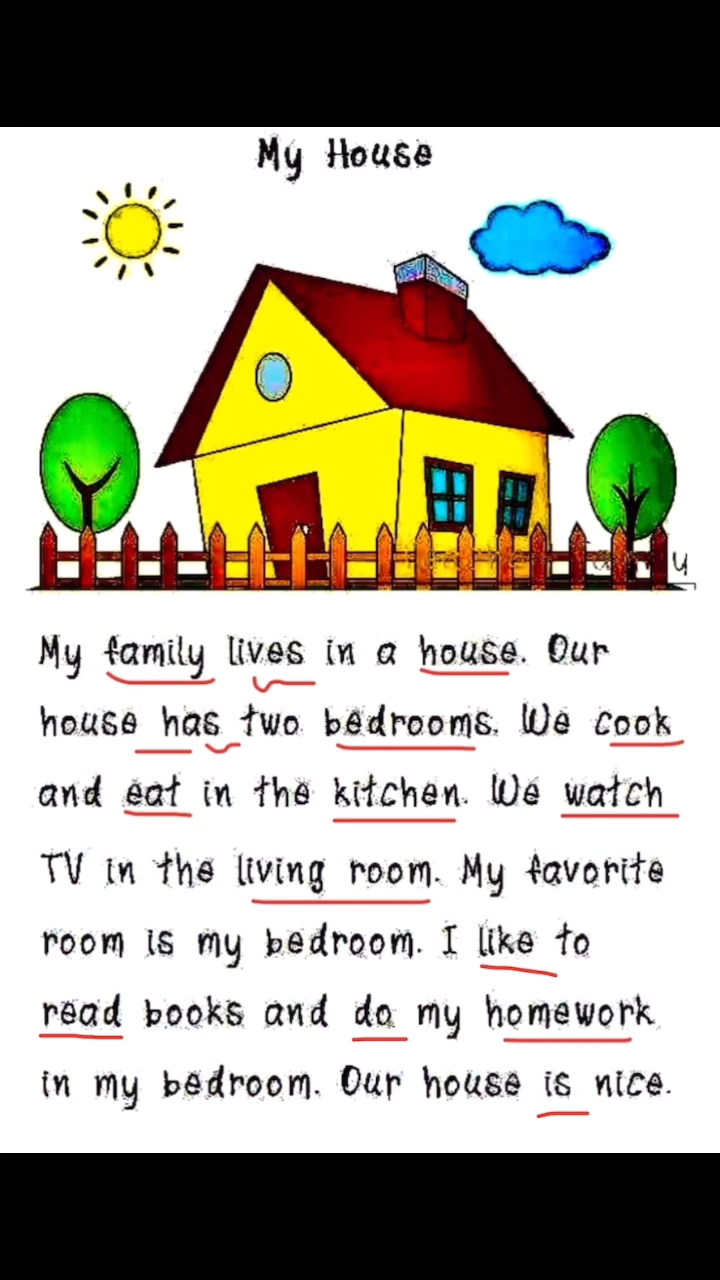 My House
My family lives in a house. Our
house has two bedrooms. We cook
and eat in the kitchen. We watch
TV in the living room. My favorite
room is my bedroom. I like to
read books and do my homework
in my bedroom. Our house is nice.